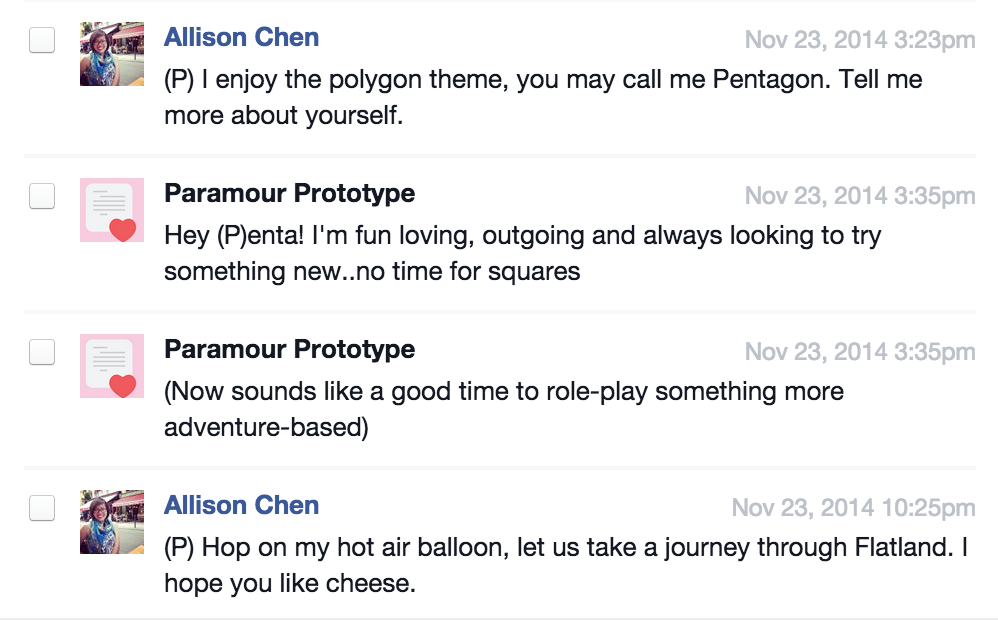 Allison Chen
Nov 23, 2014 3:23pm
(P) I enjoy the polygon theme, you may call me Pentagon. Tell me
more about yourself.
Paramour Prototype
Nov 23, 2014 3:35pm
Hey (P)enta! I'm fun loving, outgoing and always looking to try
something new..no time for squares
Paramour Prototype
Nov 23, 2014 3:35pm
(Now sounds like a good time to role-play something more
adventure-based)
Allison Chen
Nov 23, 2014 10:25pm
(P) Hop on my hot air balloon, let us take a journey through Flatland. I
hope you like cheese.